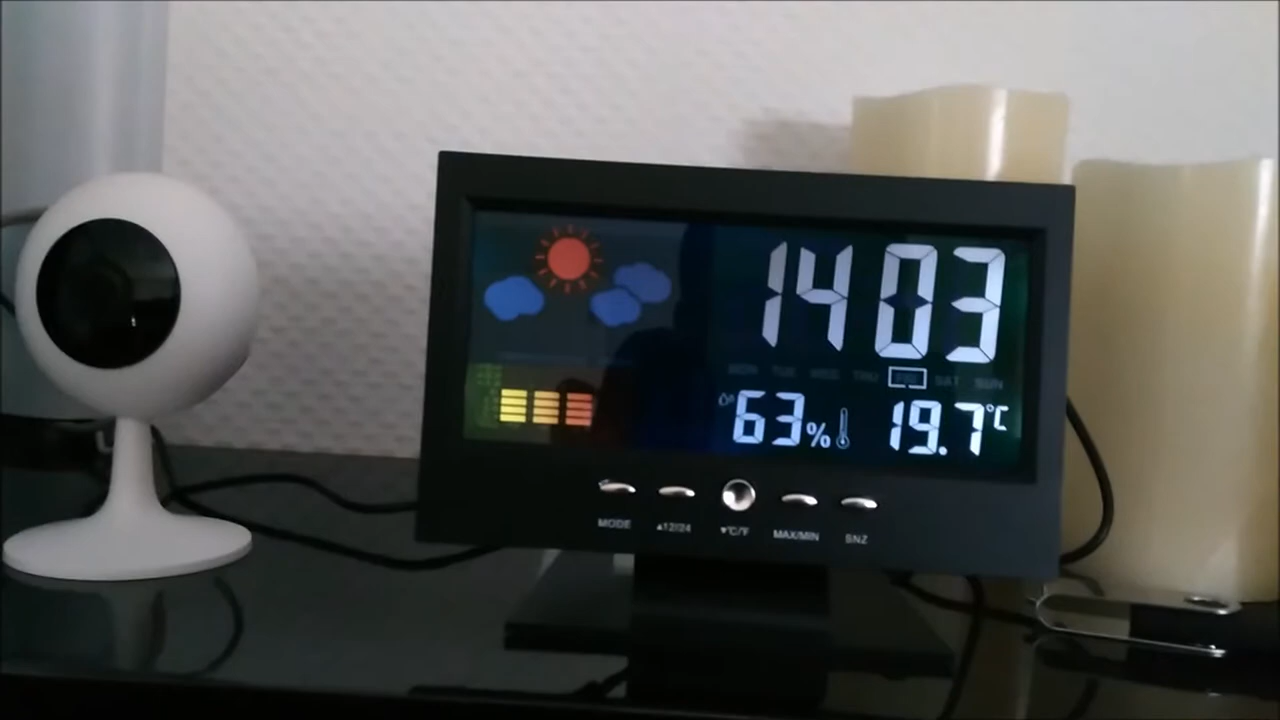 1403
MON TUE WED THU FRI SAT SUN
63% 19.7°C
MODE ▲12/24 ▼°C/F MAX/MIN SNZ